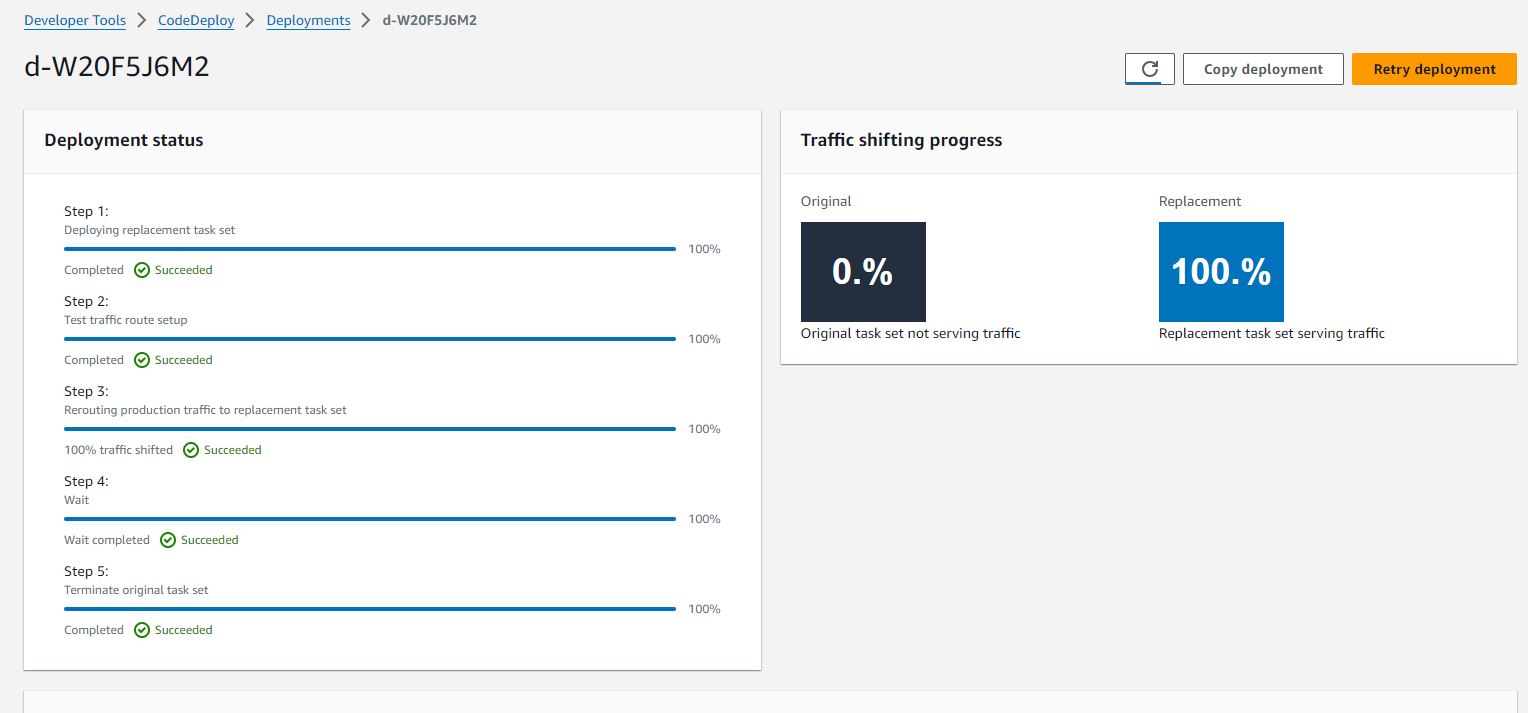 Developer Tools > CodeDeploy > Deployments > d-W20F5J6M2
d-W20F5J6M2
Copy deployment
Retry deployment
Deployment status
Step 1:
Deploying replacement task set
100%
Completed Succeeded
Step 2:
Test traffic route setup
100%
Completed Succeeded
Step 3:
Rerouting production traffic to replacement task set
100%
100% traffic shifted Succeeded
Step 4:
Wait
100%
Wait completed Succeeded
Step 5:
Terminate original task set
100%
Completed Succeeded
Traffic shifting progress
Original
0.%
Original task set not serving traffic
Replacement
100.%
Replacement task set serving traffic